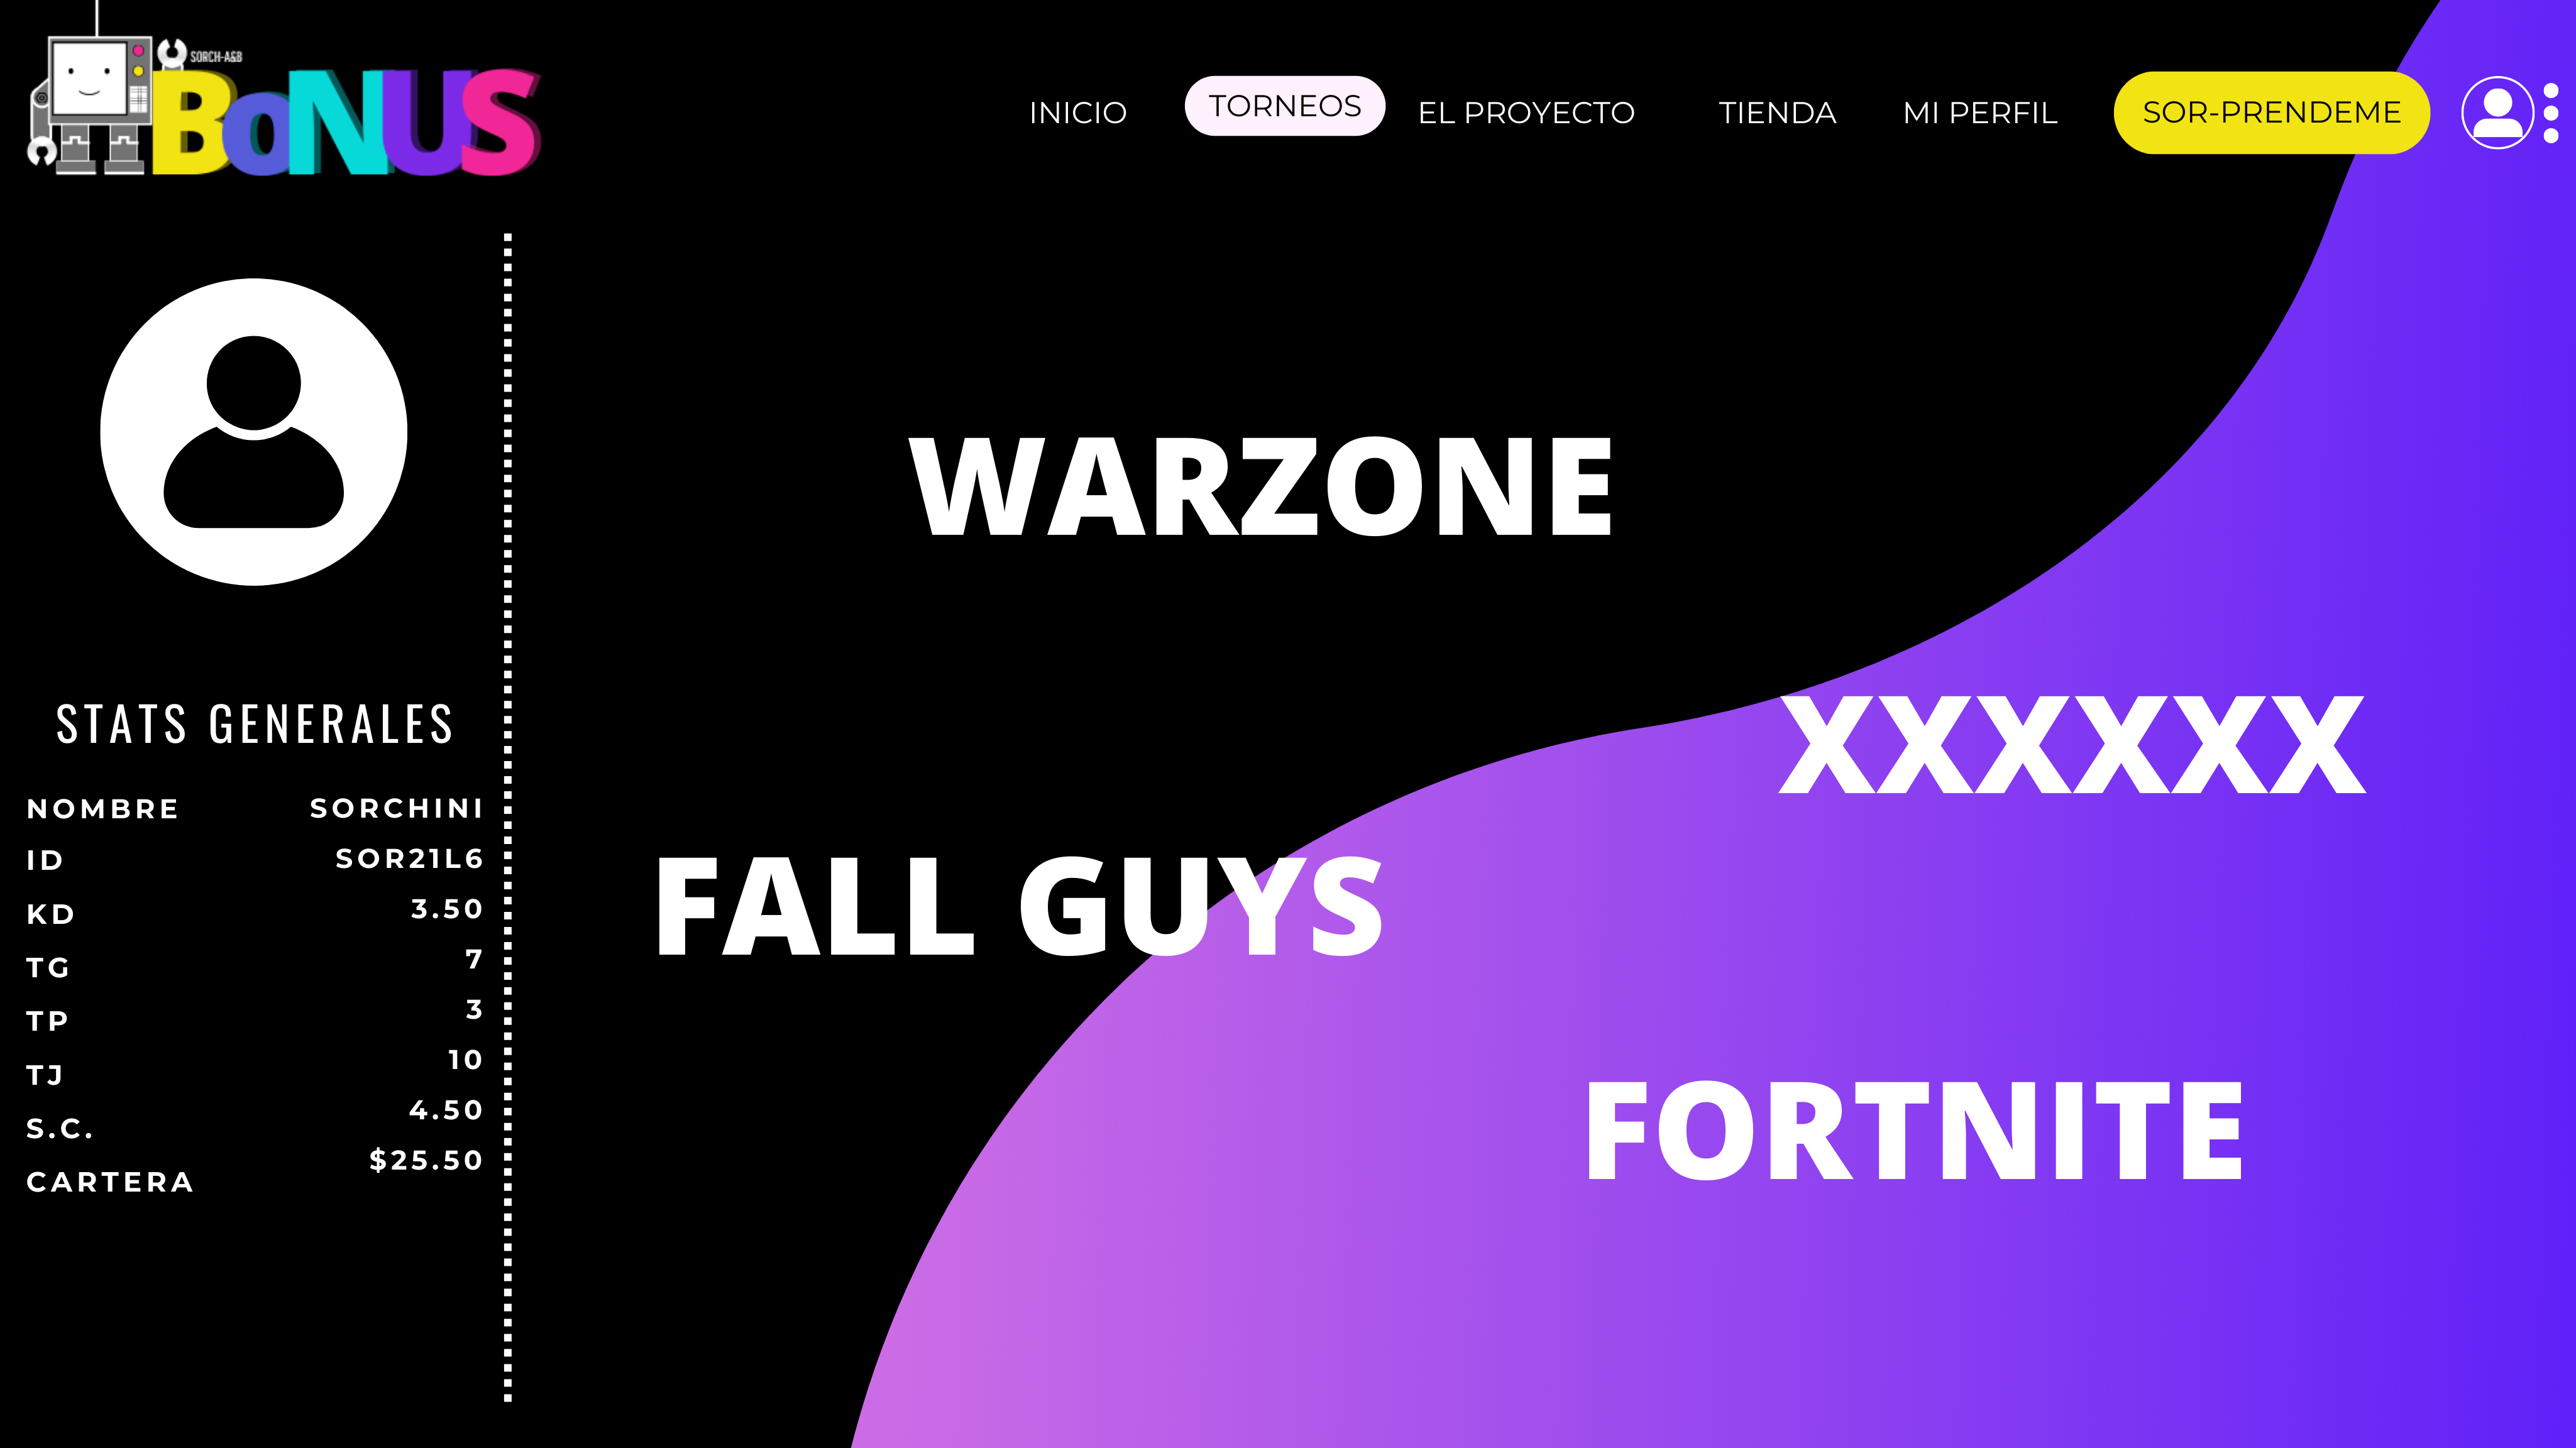 SORCH-A&B
BoNUS
INICIO
TORNEOS
EL PROYECTO
TIENDA
MI PERFIL
SOR-PRENDEME
STATS GENERALES
NOMBRE SORCHINI
ID SOR21L6
KD 3.50
TG 7
TP 3
TJ 10
S.C. 4.50
CARTERA $25.50
WARZONE
XXXXXX
FALL GUYS
FORTNITE